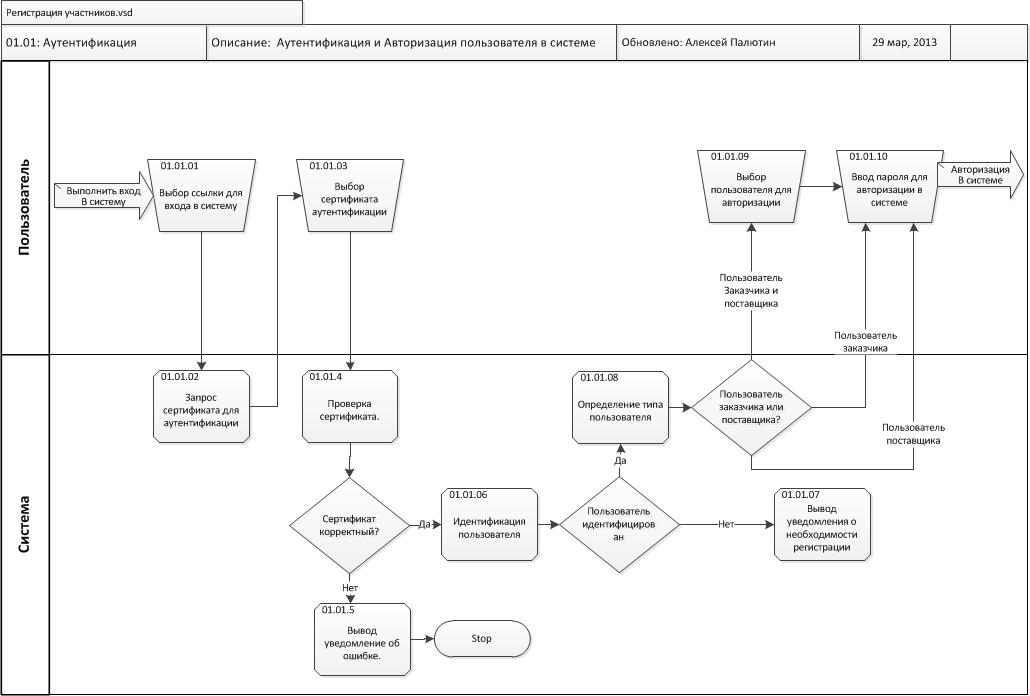 Регистрация участников.vsd
01.01: Аутентификация
Описание: Аутентификация и Авторизация пользователя в системе
Обновлено: Алексей Палютин
29 мар, 2013
Пользователь
Выполнить вход
В систему
01.01.01
Выбор ссылки для
входа в систему
01.01.03
Выбор
сертификата
аутентификации
01.01.09
Выбор
пользователя для
авторизации
01.01.10
Ввод пароля для
авторизации в
системе
Авторизация
В системе
Пользователь
Заказчика и
поставщика
Пользователь
заказчика
Система
01.01.02
Запрос
сертификата для
аутентификации
01.01.4
Проверка
сертификата.
01.01.08
Определение типа
пользователя
Пользователь
заказчика или
поставщика?
Пользователь
поставщика
Да
Сертификат
корректный?
Да
01.01.06
Идентификация
пользователя
Пользователь
идентифициров
ан
Нет
01.01.07
Вывод
уведомления о
необходимости
регистрации
Нет
01.01.5
Вывод
уведомление об
ошибке.
Stop